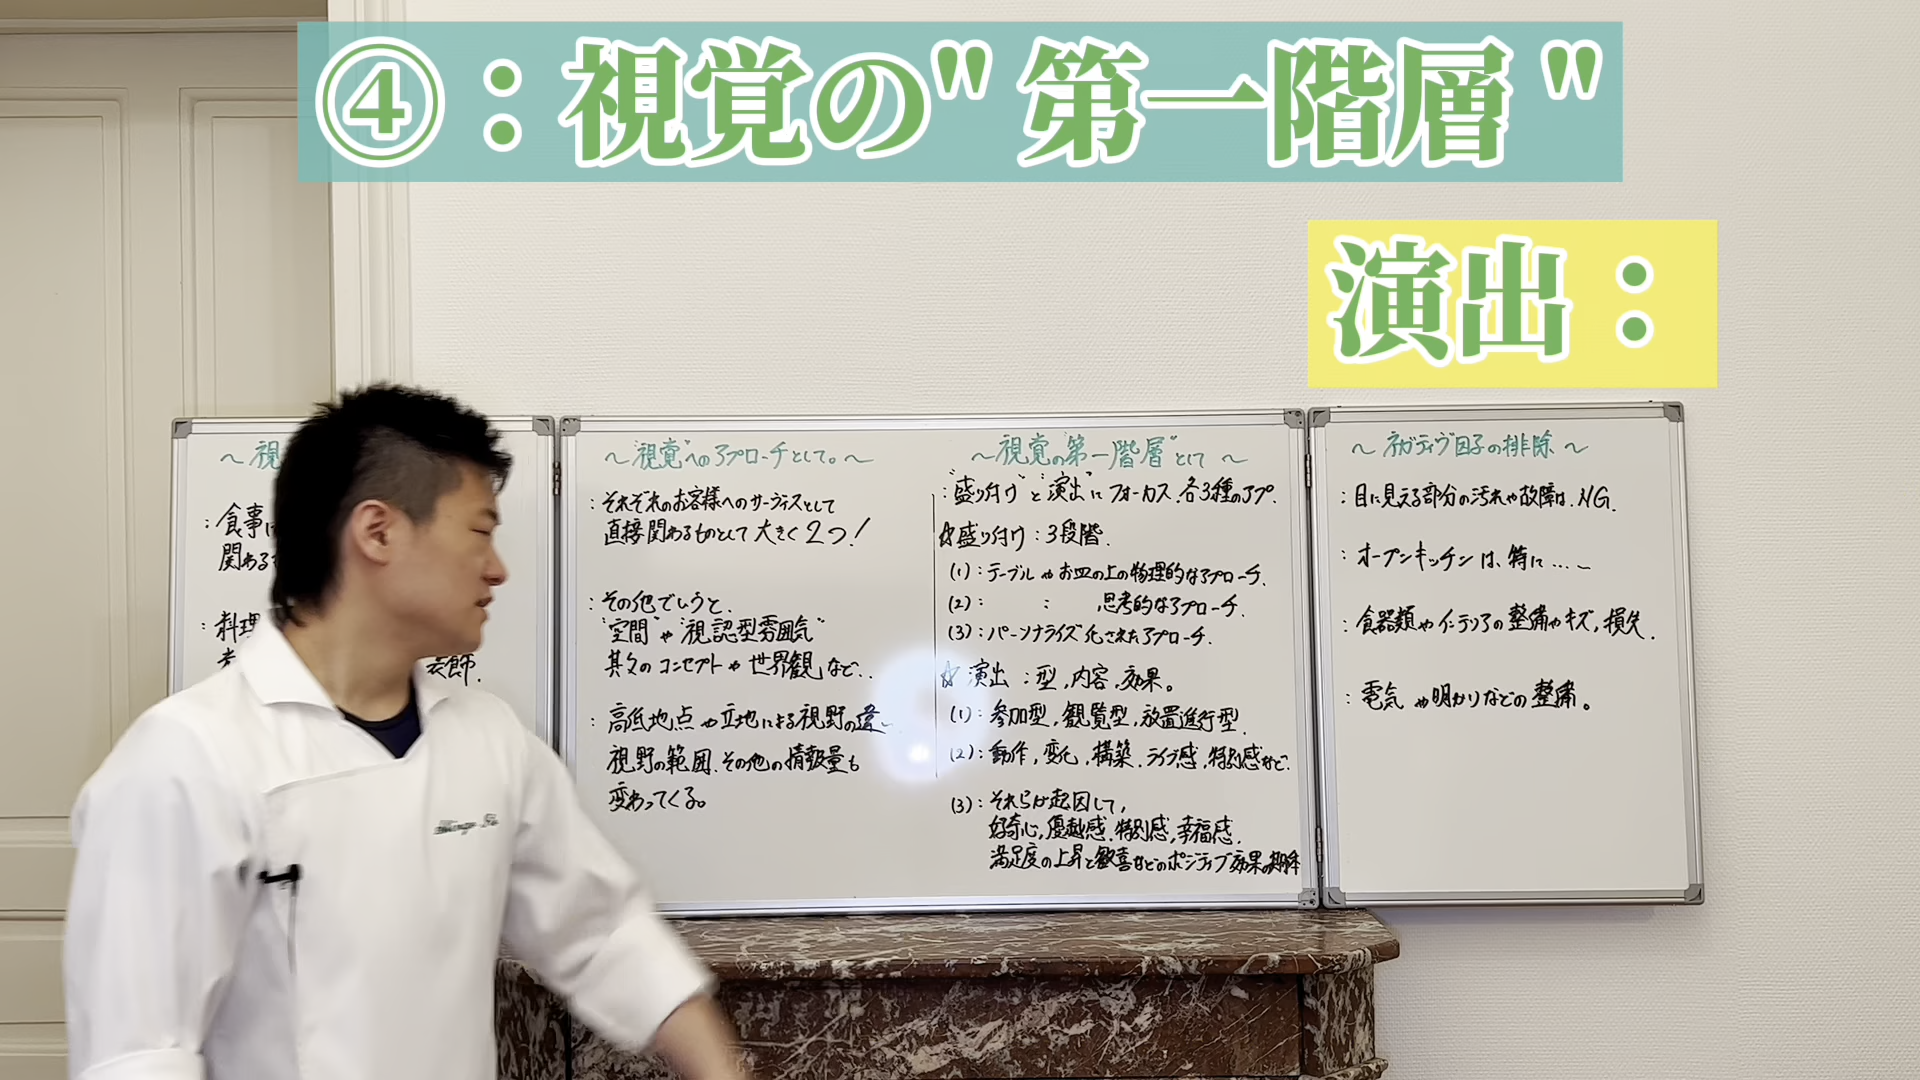 ④：視覚の"第一階層"
演出：
～視
：食事
関わる
：料理
装飾.
～"視覚"へのアプローチとして。～
：それぞれのお客様へのサーヴィスとして
直接関わるものとして大きく2つ!
：その他でいうと、
"空間"や"視認型雰囲気"
其々のコンセプトや世界観など...
：高低地点や立地による視野の違い
視野の範囲、その他の情報量も
変わってくる。
～視覚の"第一階層"として～
："盛り付け"と"演出"にフォーカス.各3種のアプ.
☆盛り付け：3段階.
(1)：テーブルやお皿の上の物理的なアプローチ.
(2)： ： 思考的なアプローチ.
(3)：パーソナライズ化されたアプローチ.
☆演出：型,内容,効果。
(1)：参加型,観覧型,放置進行型.
(2)：動作,変化,構築,ライブ感,特別感など.
(3)：それらが起因して,
好奇心,優越感,特別感,幸福感.
満足度の上昇と歓喜などのポジティブ効果の期待
～ネガティヴ因子の排除～
：目に見える部分の汚れや故障は、NG.
：オープンキッチンは、特に...～
：食器類やインテリアの整備やキズ,損失.
：電気や明かりなどの整備。